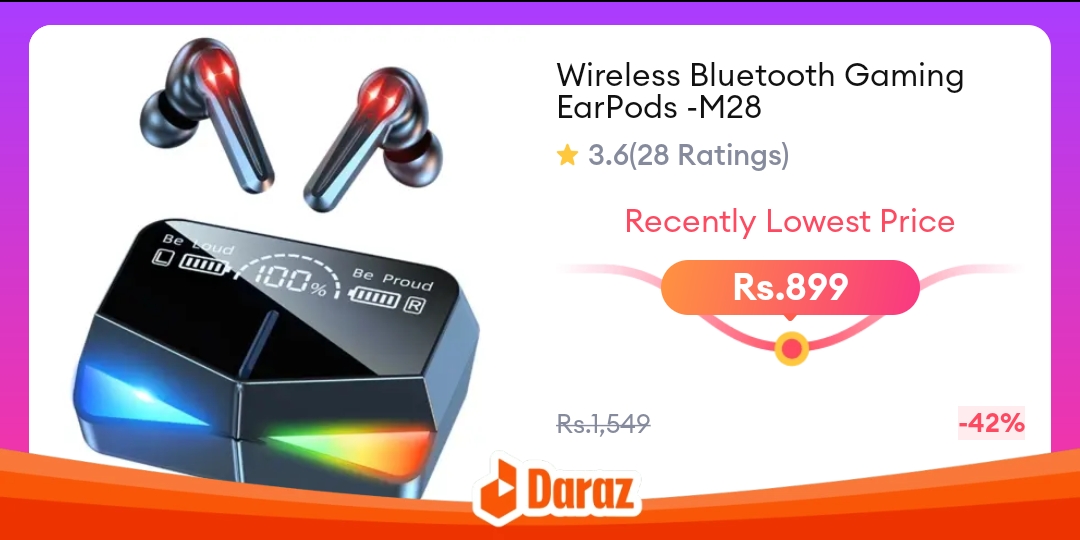 Wireless Bluetooth Gaming
EarPods -M28
3.6(28 Ratings)
Recently Lowest Price
Rs.899
Rs.1,549
-42%
Be Loud
Be Proud
L
100%
R
Daraz